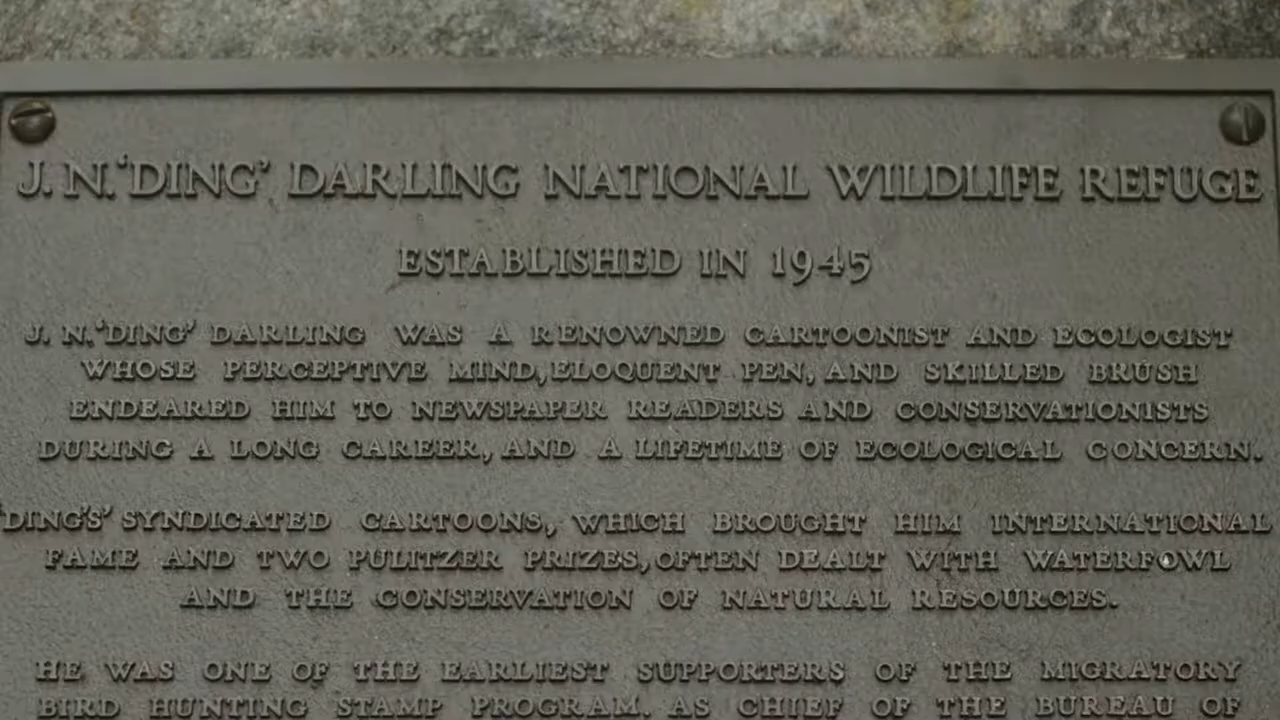 J. N. 'DING' DARLING NATIONAL WILDLIFE REFUGE
ESTABLISHED IN 1945
J. N. 'DING' DARLING WAS A RENOWNED CARTOONIST AND ECOLOGIST
WHOSE PERCEPTIVE MIND, ELOQUENT PEN, AND SKILLED BRUSH
ENDEARED HIM TO NEWSPAPER READERS AND CONSERVATIONISTS
DURING A LONG CAREER, AND A LIFETIME OF ECOLOGICAL CONCERN.
'DING'S' SYNDICATED CARTOONS, WHICH BROUGHT HIM INTERNATIONAL
FAME AND TWO PULITZER PRIZES, OFTEN DEALT WITH WATERFOWL
AND THE CONSERVATION OF NATURAL RESOURCES.
HE WAS ONE OF THE EARLIEST SUPPORTERS OF THE MIGRATORY
BIRD HUNTING STAMP PROGRAM. AS CHIEF OF THE BUREAU OF